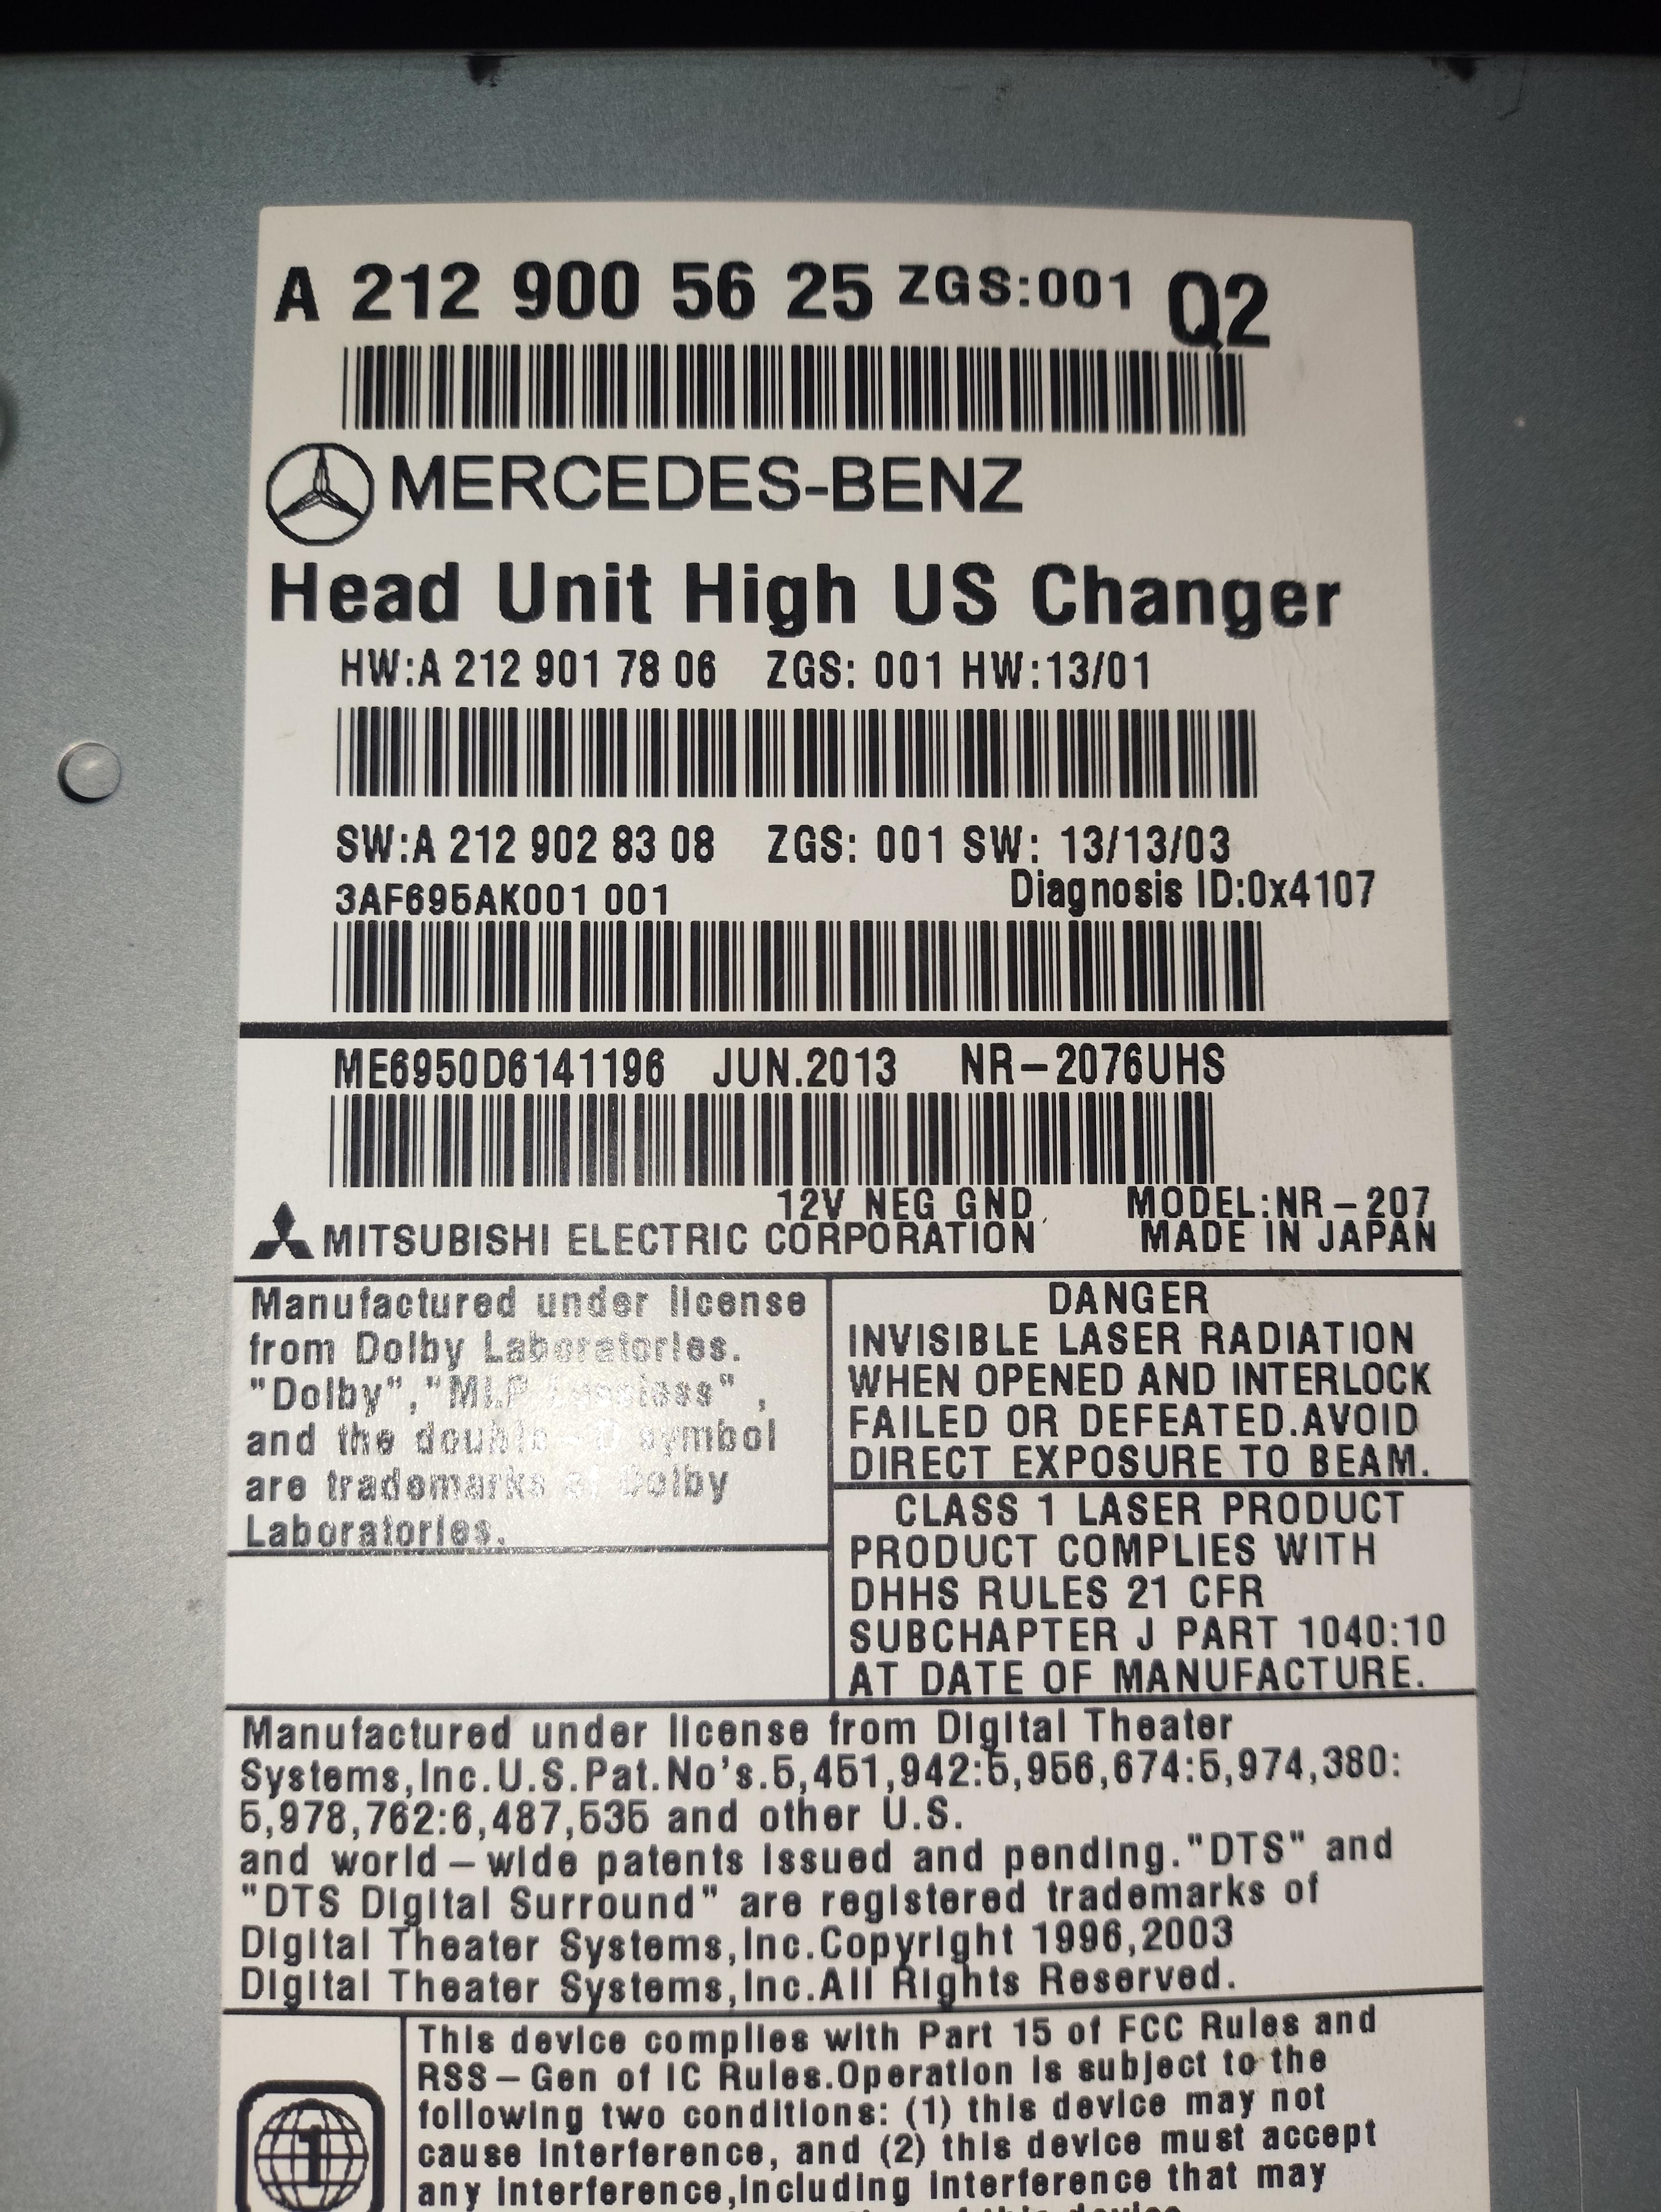 A 212 900 56 25 ZGS:001 Q2
MERCEDES-BENZ
Head Unit High US Changer
HW:A 212 901 78 06 ZGS: 001 HW:13/01
SW:A 212 902 83 08 ZGS: 001 SW: 13/13/03
3AF695AK001 001 Diagnosis ID:0x4107
ME6950D6141196 JUN.2013 NR-2076UHS
12V NEG GND MODEL:NR-207
MITSUBISHI ELECTRIC CORPORATION MADE IN JAPAN
Manufactured under license
from Dolby Laboratories.
"Dolby", "MLP Lossless",
and the double-D symbol
are trademarks of Dolby
Laboratories.
DANGER
INVISIBLE LASER RADIATION
WHEN OPENED AND INTERLOCK
FAILED OR DEFEATED.AVOID
DIRECT EXPOSURE TO BEAM.
CLASS 1 LASER PRODUCT
PRODUCT COMPLIES WITH
DHHS RULES 21 CFR
SUBCHAPTER J PART 1040:10
AT DATE OF MANUFACTURE.
Manufactured under license from Digital Theater
Systems,Inc.U.S.Pat.No's.5,451,942:5,956,674:5,974,380:
5,978,762:6,487,535 and other U.S.
and world-wide patents issued and pending."DTS" and
"DTS Digital Surround" are registered trademarks of
Digital Theater Systems,Inc.Copyright 1996,2003
Digital Theater Systems,Inc.All Rights Reserved.
1
This device complies with Part 15 of FCC Rules and
RSS-Gen of IC Rules.Operation is subject to the
following two conditions: (1) this device may not
cause interference, and (2) this device must accept
any interference,including interference that may
of this device.